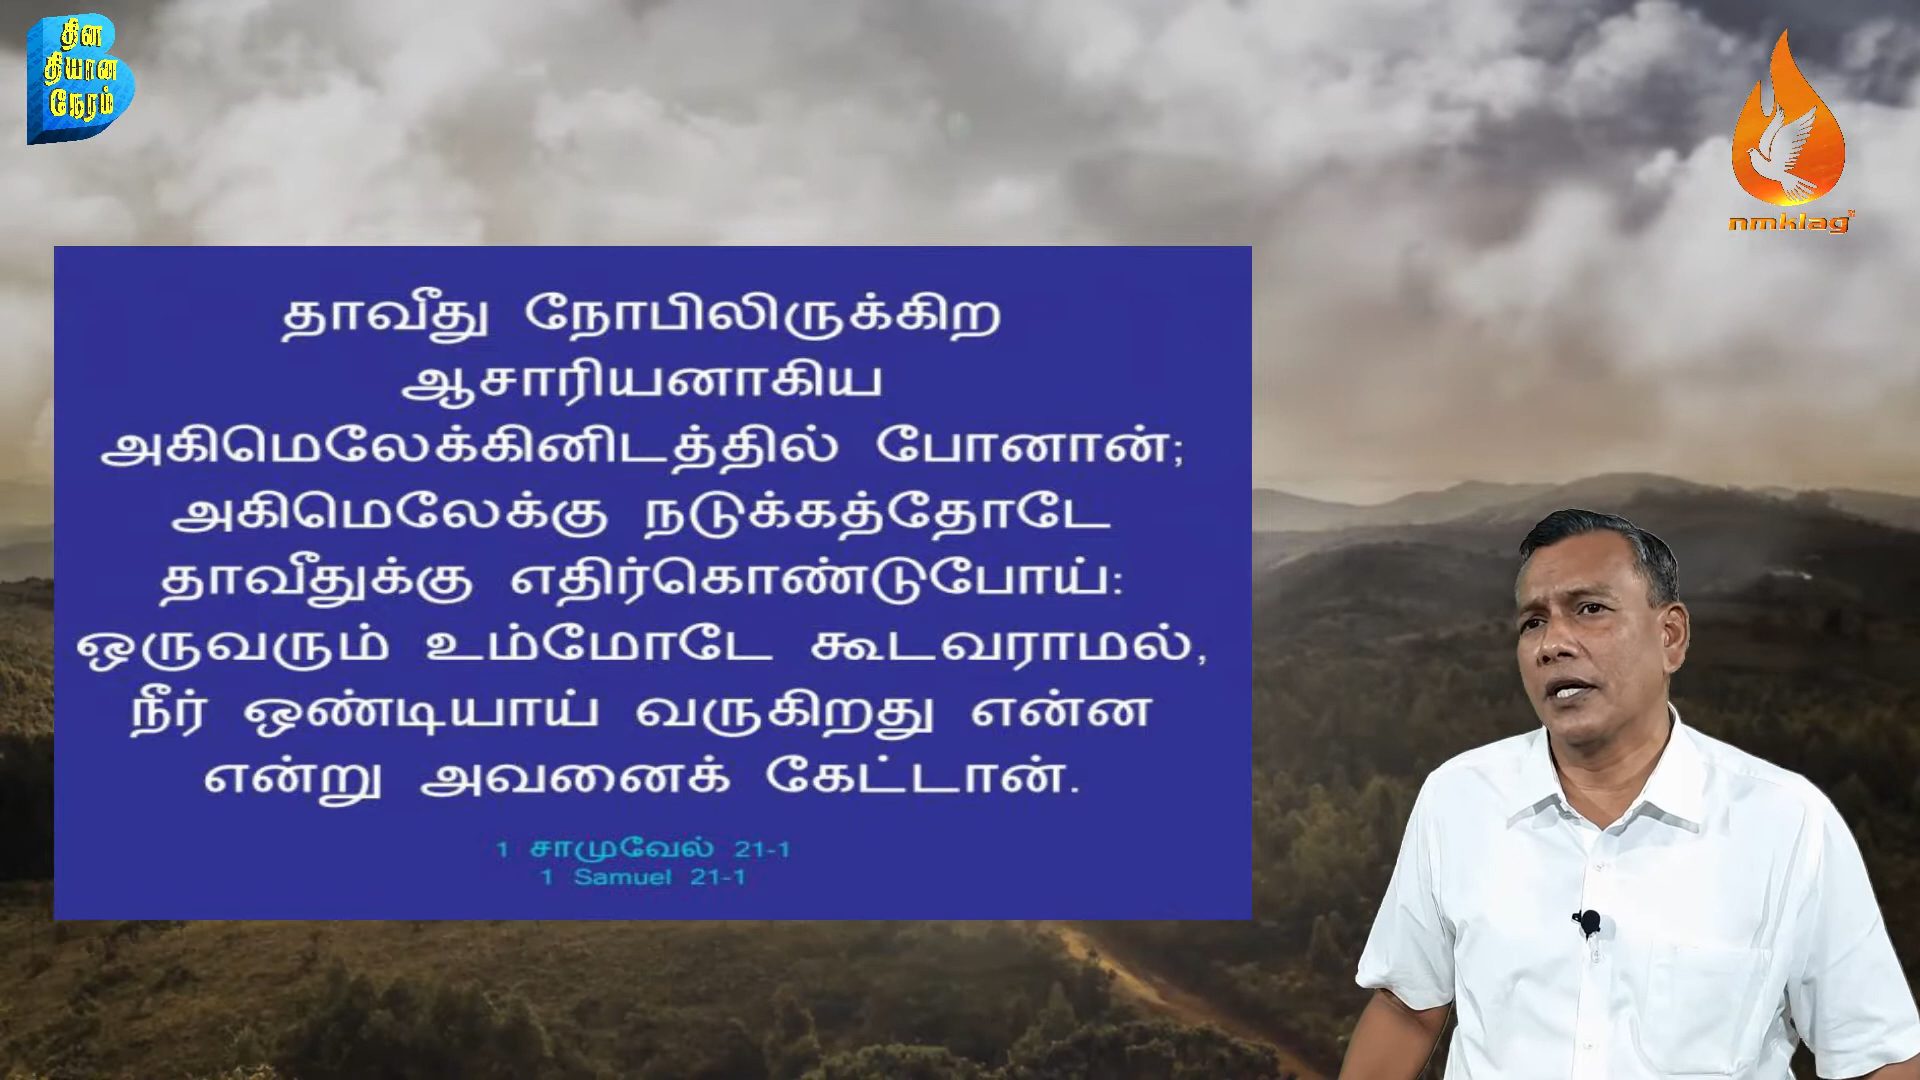 தின
தியான
நேரம்
nmklag
தாவீது நோபிலிருக்கிற
ஆசாரியனாகிய
அகிமெலேக்கினிடத்தில் போனான்;
அகிமெலேக்கு நடுக்கத்தோடே
தாவீதுக்கு எதிர்கொண்டுபோய்:
ஒருவரும் உம்மோடே கூடவராமல்,
நீர் ஒண்டியாய் வருகிறது என்ன
என்று அவனைக் கேட்டான்.
1 சாமுவேல் 21-1
1 Samuel 21-1